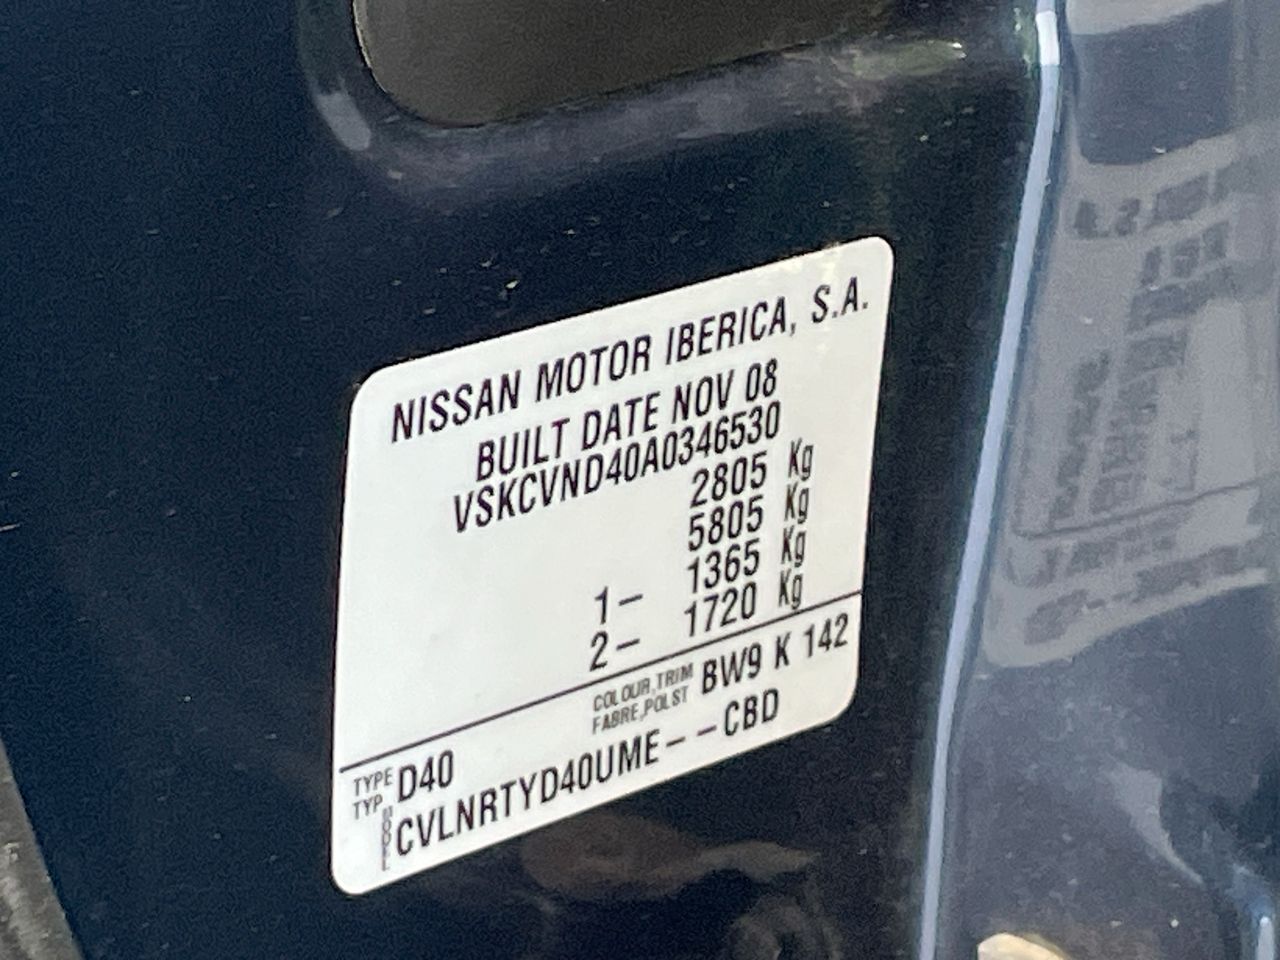 NISSAN MOTOR IBERICA, S.A.
BUILT DATE NOV 08
VSKCVND40A0346530
2805 Kg
5805 Kg
1- 1365 Kg
2- 1720 Kg
COLOUR,TRIM BW9 K 142
FABRE,POLST
TYPE D40
TYP
MODEL CVLNRTYD40UME--CBD